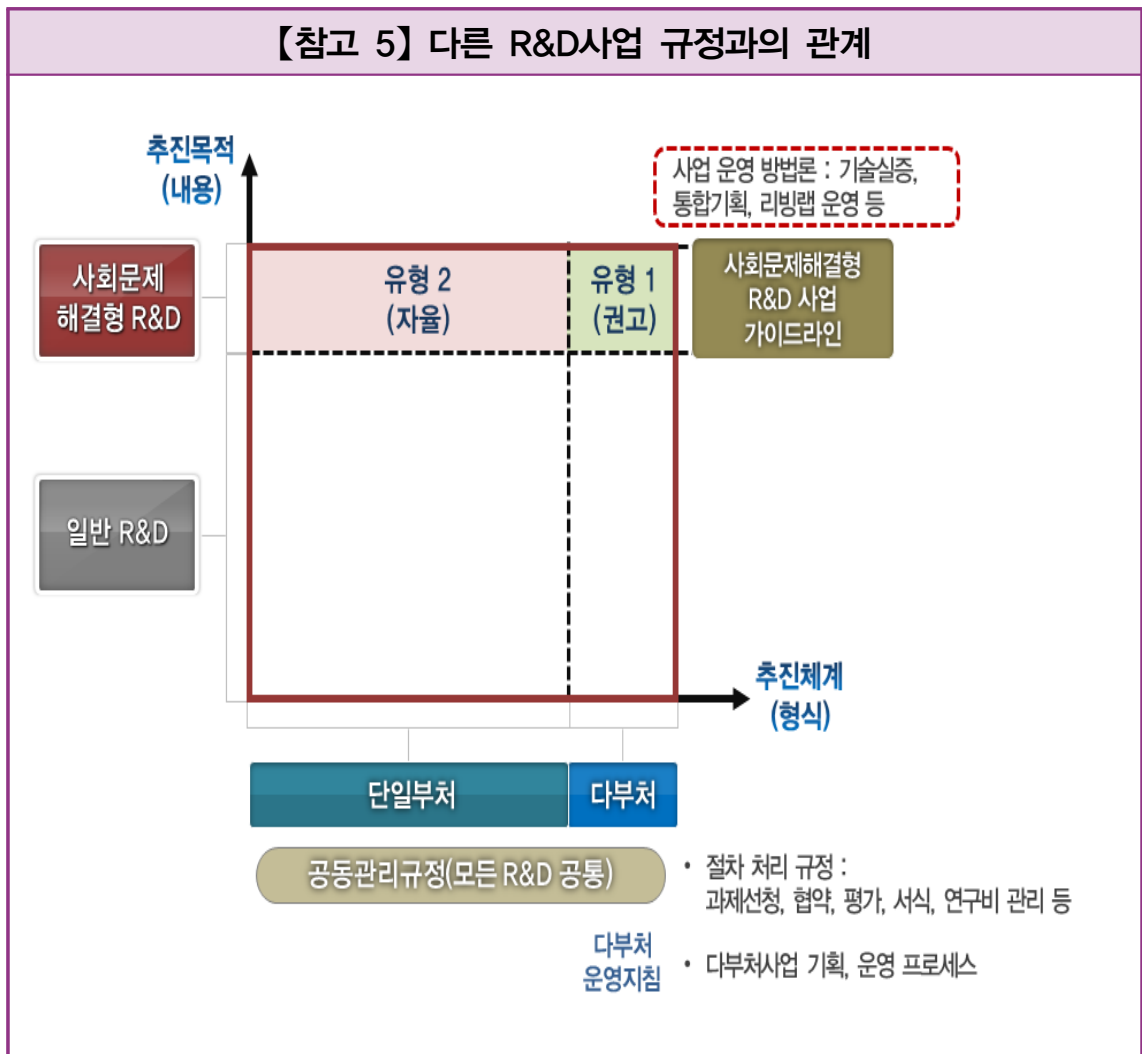 【참고 5】 다른 R&D사업 규정과의 관계
추진목적
(내용)
사업 운영 방법론 : 기술실증,
통합기획, 리빙랩 운영 등
사회문제
해결형 R&D
유형 2
(자율)
유형 1
(권고)
사회문제해결형
R&D 사업
가이드라인
일반 R&D
추진체계
(형식)
단일부처
다부처
공동관리규정(모든 R&D 공통)
• 절차 처리 규정 :
과제선청, 협약, 평가, 서식, 연구비 관리 등
다부처
운영지침
• 다부처사업 기획, 운영 프로세스